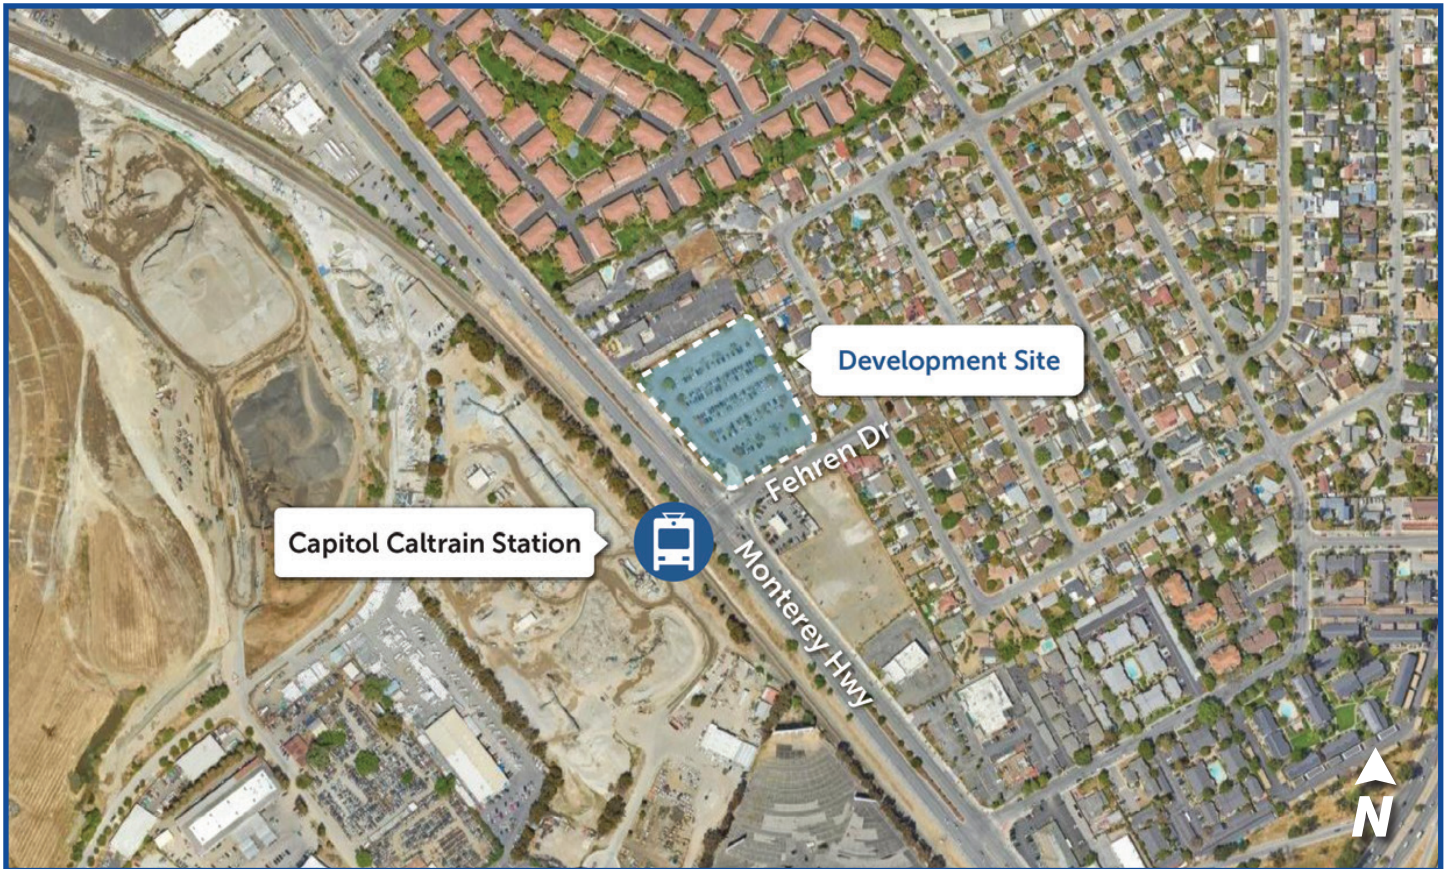 Development Site
Fehren Dr
Capitol Caltrain Station
Monterey Hwy
N